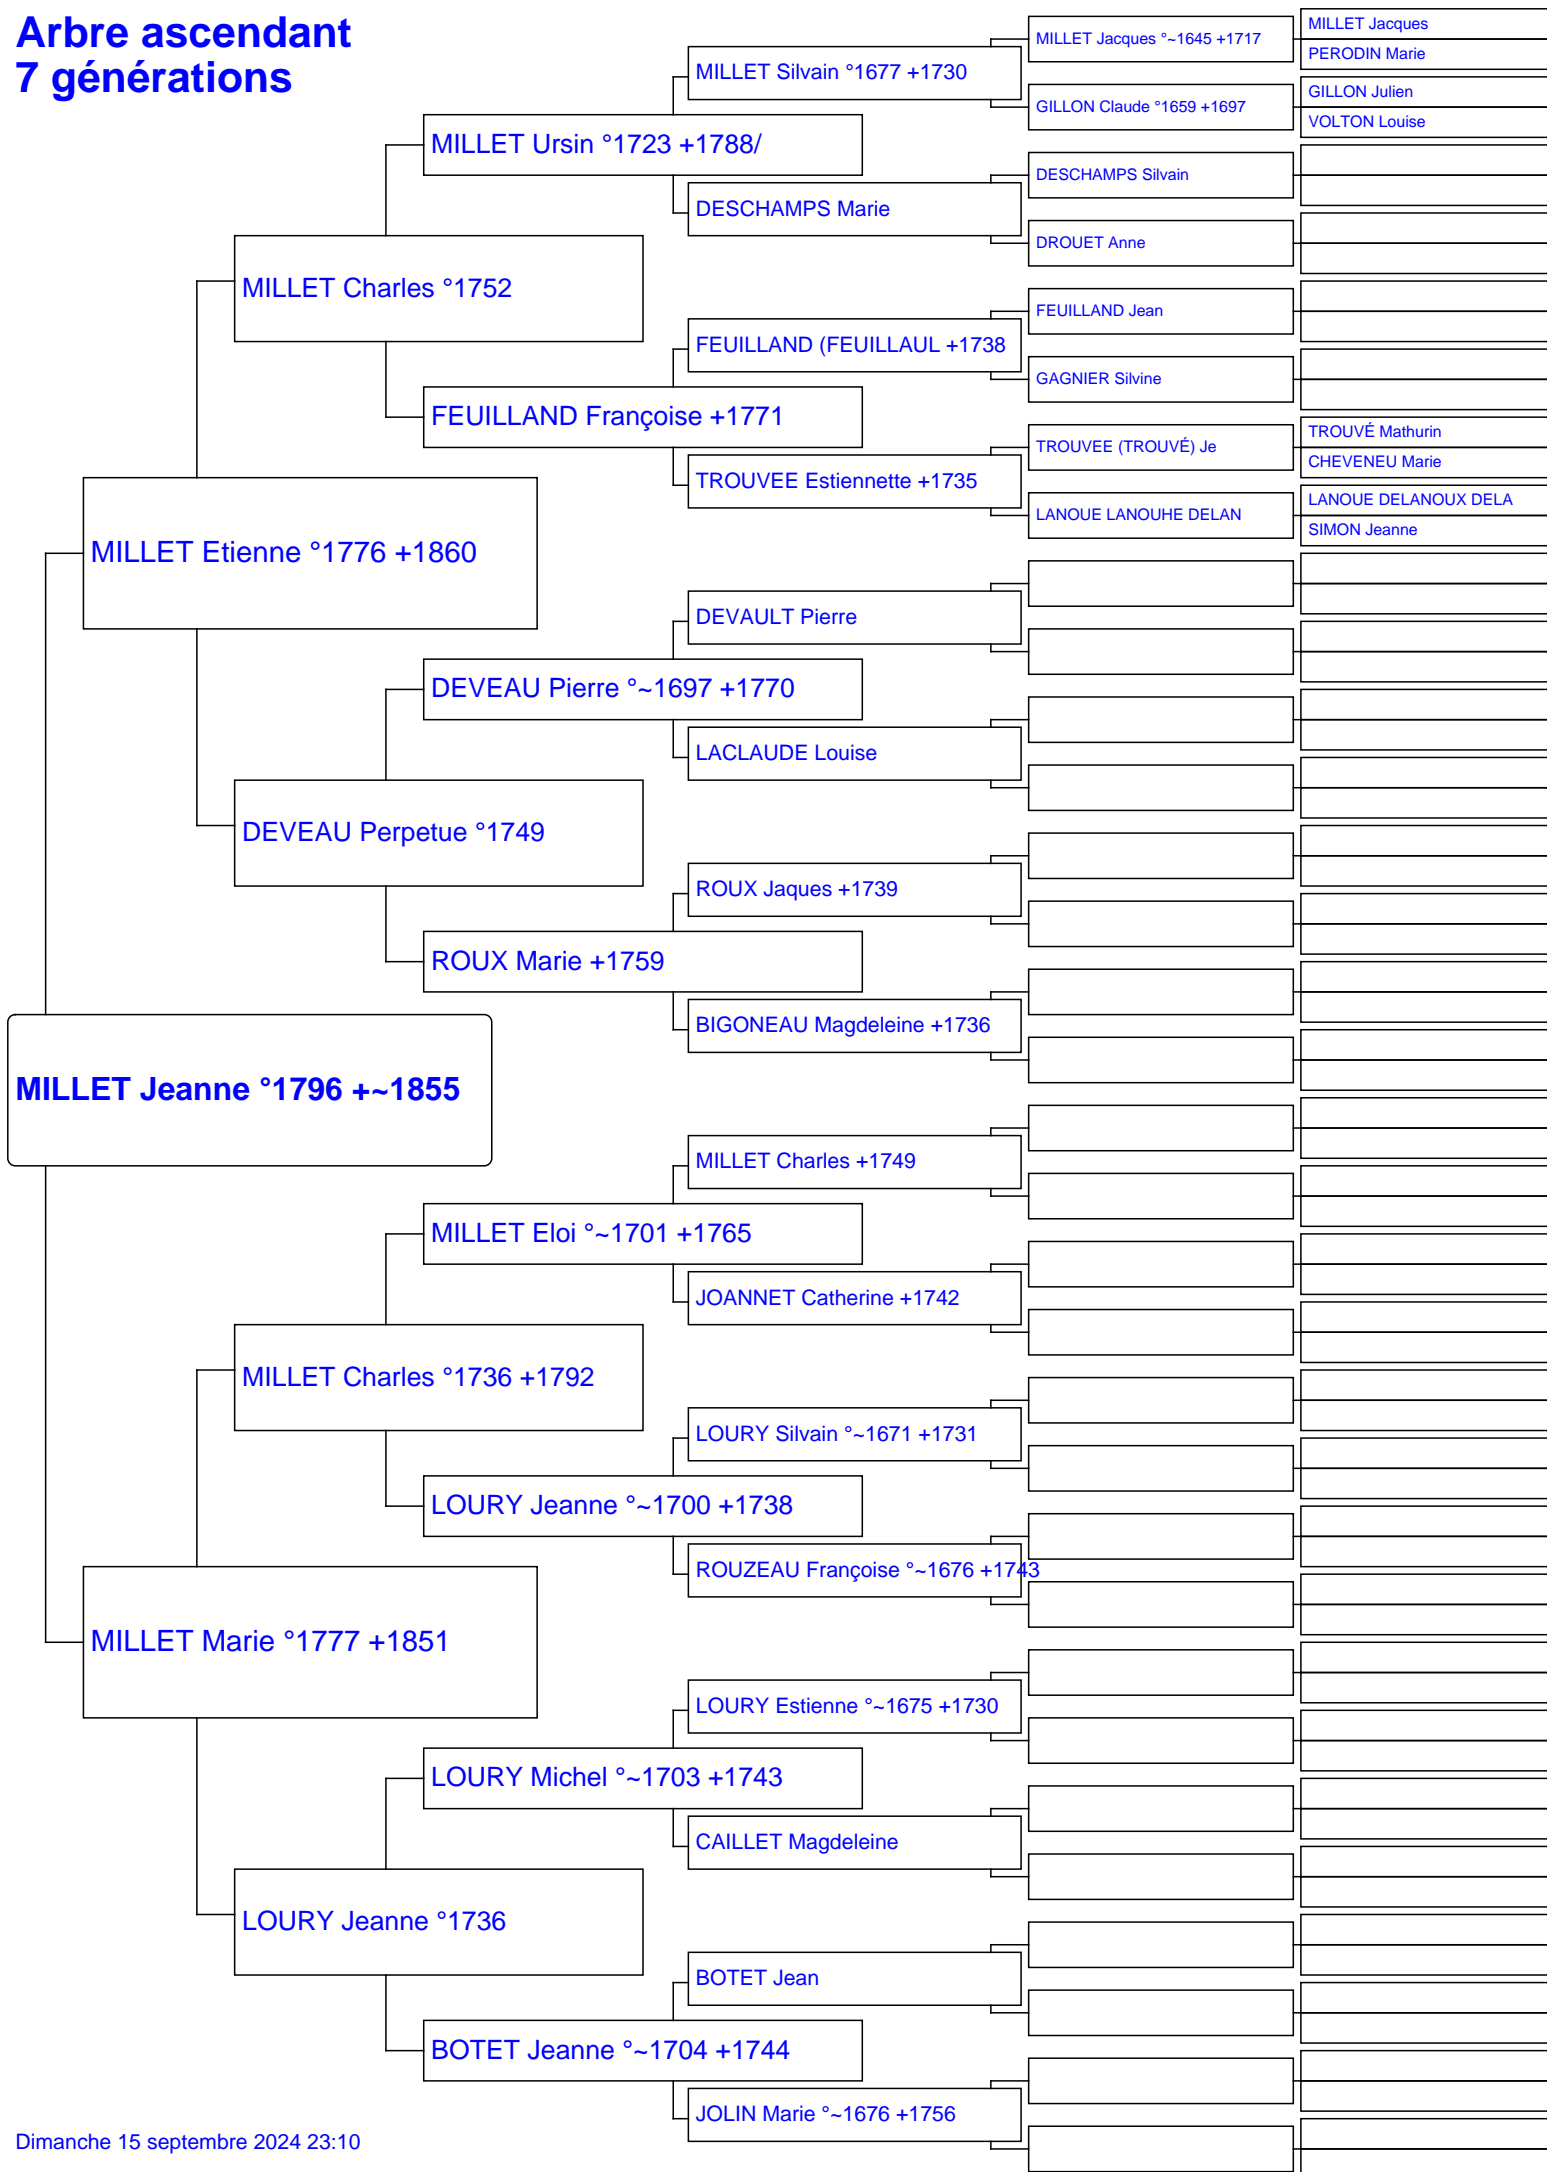 Arbre ascendant
7 générations
MILLET Jacques
MILLET Jacques °~1645 +1717
PERODIN Marie
MILLET Silvain °1677 +1730
GILLON Julien
GILLON Claude °1659 +1697
VOLTON Louise
MILLET Ursin °1723 +1788/
DESCHAMPS Silvain
DESCHAMPS Marie
DROUET Anne
MILLET Charles °1752
FEUILLAND Jean
FEUILLAND (FEUILLAUL +1738
GAGNIER Silvine
FEUILLAND Françoise +1771
TROUVÉ Mathurin
TROUVEE (TROUVÉ) Je
CHEVENEU Marie
TROUVEE Estiennette +1735
LANOUE DELANOUX DELA
LANOUE LANOUHE DELAN
SIMON Jeanne
MILLET Etienne °1776 +1860
DEVAULT Pierre
DEVEAU Pierre °~1697 +1770
LACLAUDE Louise
DEVEAU Perpetue °1749
ROUX Jaques +1739
ROUX Marie +1759
BIGONEAU Magdeleine +1736
MILLET Jeanne °1796 +~1855
MILLET Charles +1749
MILLET Eloi °~1701 +1765
JOANNET Catherine +1742
MILLET Charles °1736 +1792
LOURY Silvain °~1671 +1731
LOURY Jeanne °~1700 +1738
ROUZEAU Françoise °~1676 +1743
MILLET Marie °1777 +1851
LOURY Estienne °~1675 +1730
LOURY Michel °~1703 +1743
CAILLET Magdeleine
LOURY Jeanne °1736
BOTET Jean
BOTET Jeanne °~1704 +1744
JOLIN Marie °~1676 +1756
Dimanche 15 septembre 2024 23:10